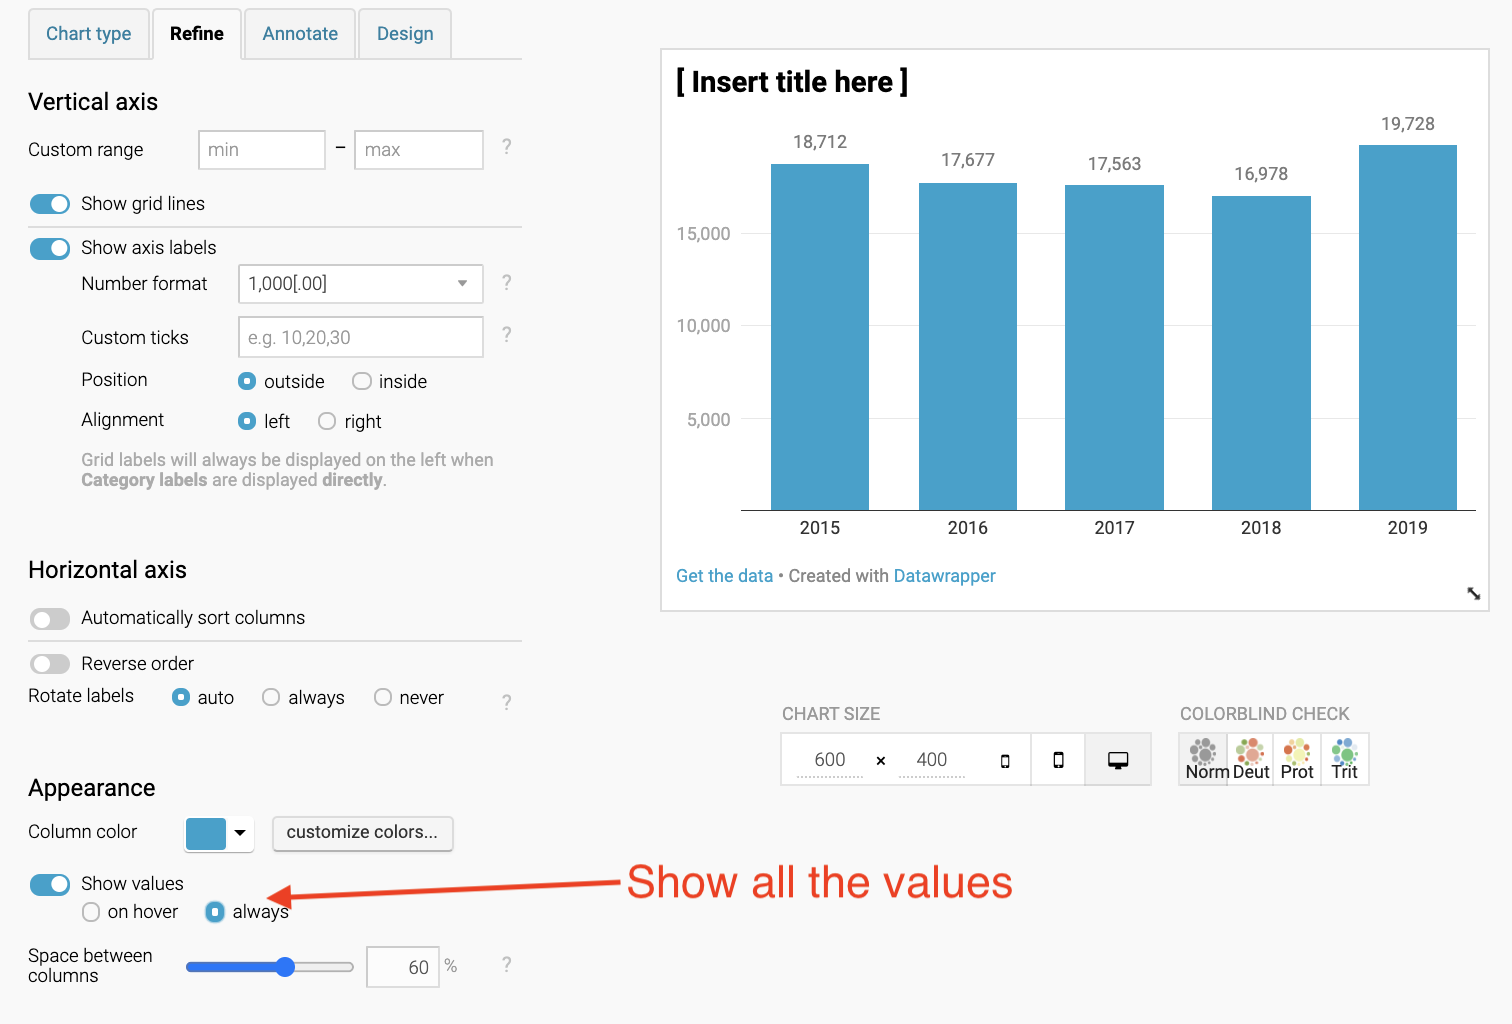 Chart type Refine Annotate Design
Vertical axis
Custom range min – max ?
Show grid lines
Show axis labels
Number format 1,000[.00] ?
Custom ticks e.g. 10,20,30 ?
Position outside inside
Alignment left right
Grid labels will always be displayed on the left when
Category labels are displayed directly.
Horizontal axis
Automatically sort columns
Reverse order
Rotate labels auto always never ?
Appearance
Column color customize colors...
Show values
on hover always
Space between
columns
60 % ?
Show all the values
[ Insert title here ]
18,712 17,677 17,563 16,978 19,728
15,000
10,000
5,000
2015 2016 2017 2018 2019
Get the data • Created with Datawrapper
CHART SIZE
600 × 400
COLORBLIND CHECK
Norm Deut Prot Trit